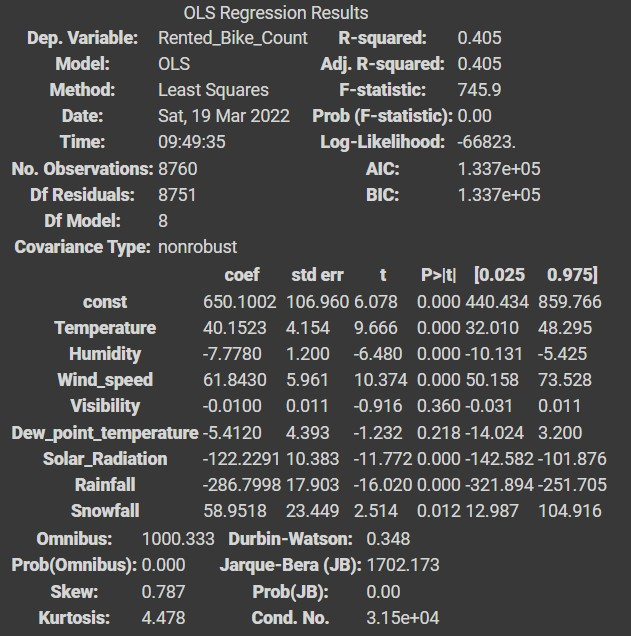 OLS Regression Results
Dep. Variable: Rented_Bike_Count R-squared: 0.405
Model: OLS Adj. R-squared: 0.405
Method: Least Squares F-statistic: 745.9
Date: Sat, 19 Mar 2022 Prob (F-statistic): 0.00
Time: 09:49:35 Log-Likelihood: -66823.
No. Observations: 8760 AIC: 1.337e+05
Df Residuals: 8751 BIC: 1.337e+05
Df Model: 8
Covariance Type: nonrobust
coef std err t P>|t| [0.025 0.975]
const 650.1002 106.960 6.078 0.000 440.434 859.766
Temperature 40.1523 4.154 9.666 0.000 32.010 48.295
Humidity -7.7780 1.200 -6.480 0.000 -10.131 -5.425
Wind_speed 61.8430 5.961 10.374 0.000 50.158 73.528
Visibility -0.0100 0.011 -0.916 0.360 -0.031 0.011
Dew_point_temperature -5.4120 4.393 -1.232 0.218 -14.024 3.200
Solar_Radiation -122.2291 10.383 -11.772 0.000 -142.582 -101.876
Rainfall -286.7998 17.903 -16.020 0.000 -321.894 -251.705
Snowfall 58.9518 23.449 2.514 0.012 12.987 104.916
Omnibus: 1000.333 Durbin-Watson: 0.348
Prob(Omnibus): 0.000 Jarque-Bera (JB): 1702.173
Skew: 0.787 Prob(JB): 0.00
Kurtosis: 4.478 Cond. No. 3.15e+04